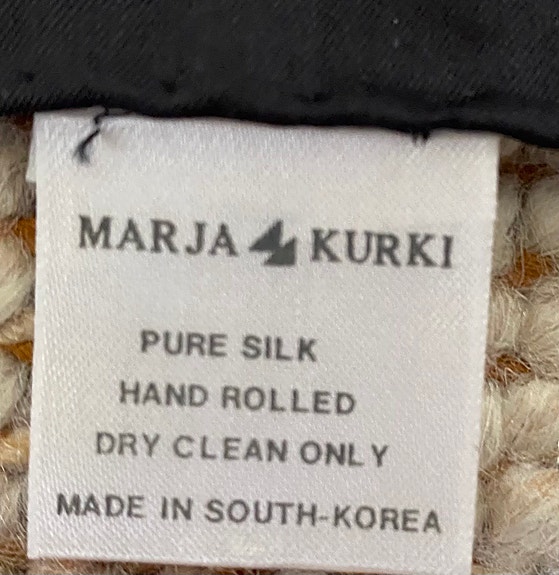 MARJA KURKI
PURE SILK
HAND ROLLED
DRY CLEAN ONLY
MADE IN SOUTH-KOREA